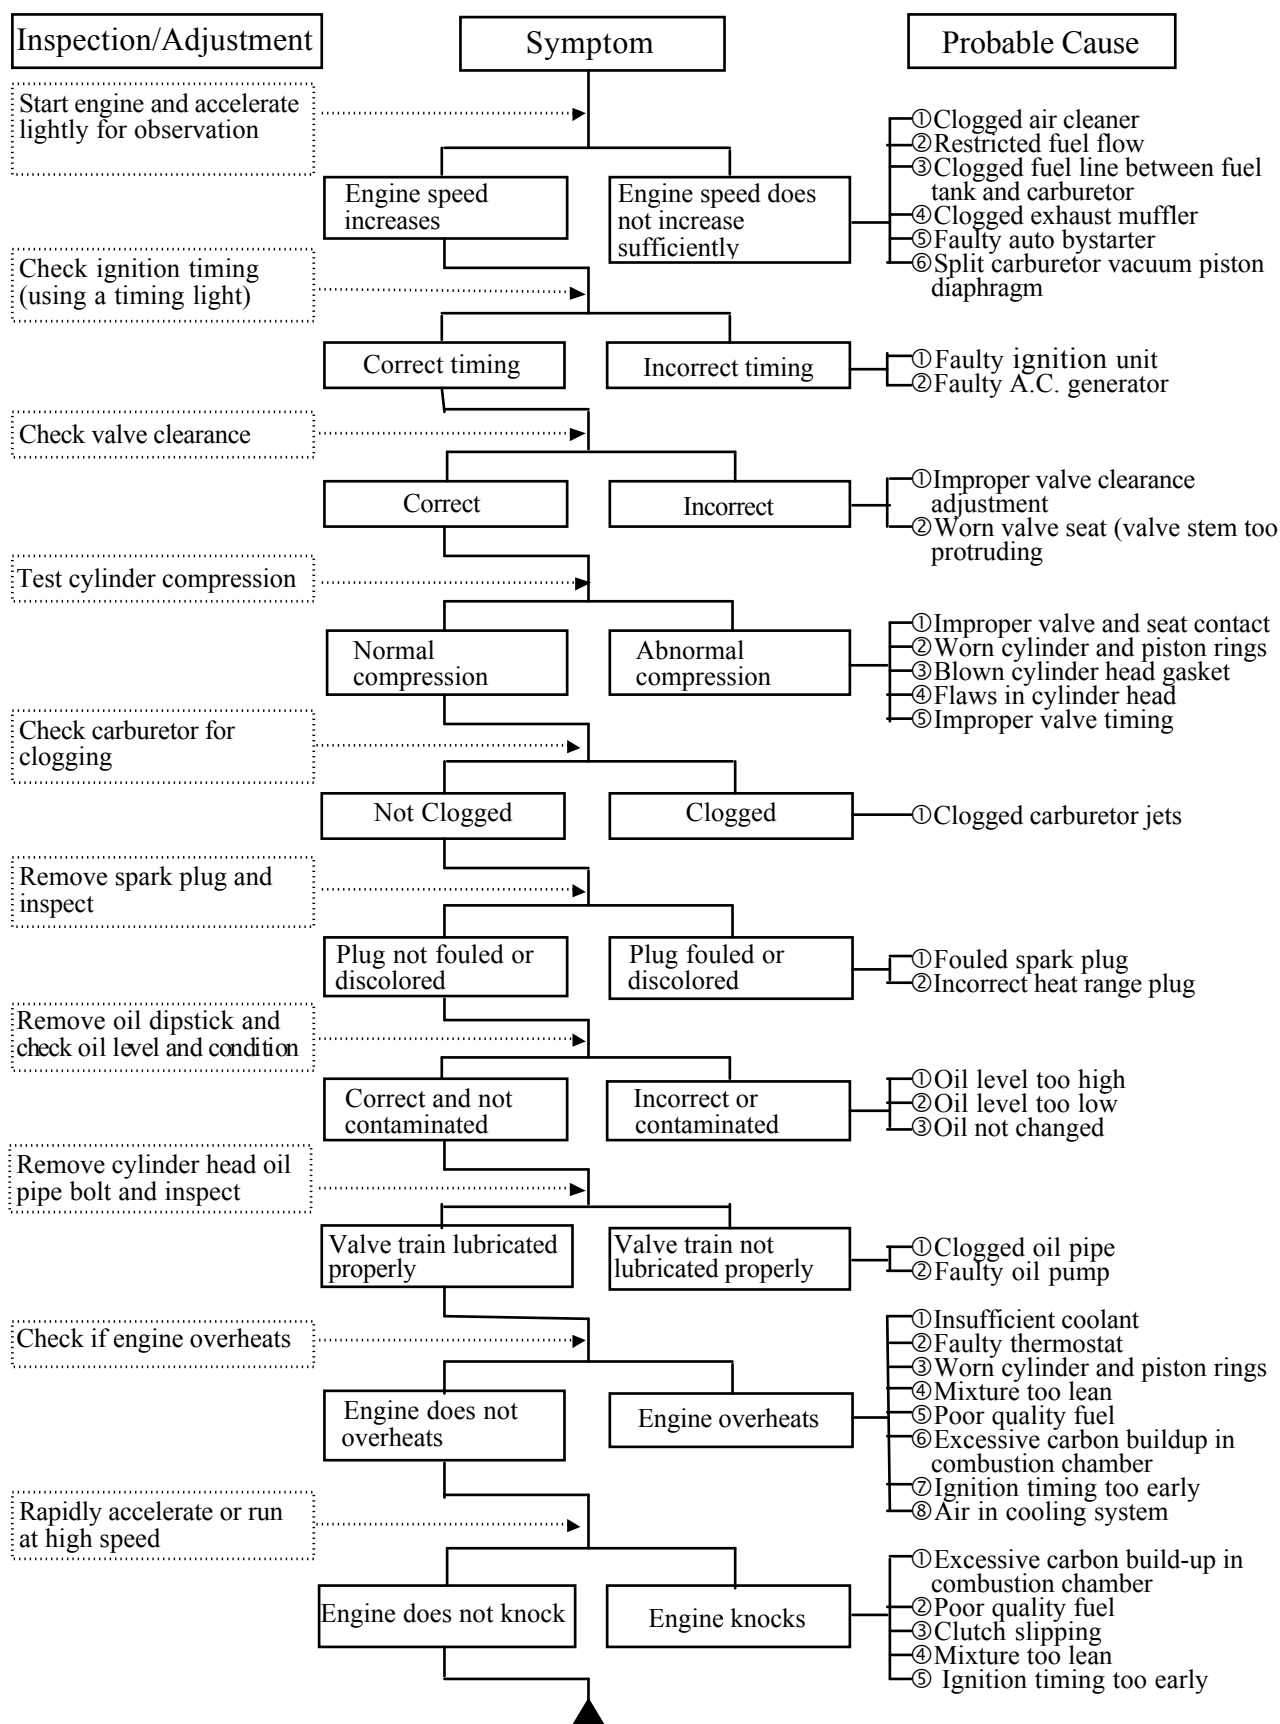 Inspection/Adjustment
Symptom
Probable Cause
Start engine and accelerate
lightly for observation
Engine speed
increases
Engine speed does
not increase
sufficiently
①Clogged air cleaner
②Restricted fuel flow
③Clogged fuel line between fuel
tank and carburetor
④Clogged exhaust muffler
⑤Faulty auto bystarter
⑥Split carburetor vacuum piston
diaphragm
Check ignition timing
(using a timing light)
Correct timing
Incorrect timing
①Faulty ignition unit
②Faulty A.C. generator
Check valve clearance
Correct
Incorrect
①Improper valve clearance
adjustment
②Worn valve seat (valve stem too
protruding
Test cylinder compression
Normal
compression
Abnormal
compression
①Improper valve and seat contact
②Worn cylinder and piston rings
③Blown cylinder head gasket
④Flaws in cylinder head
⑤Improper valve timing
Check carburetor for
clogging
Not Clogged
Clogged
①Clogged carburetor jets
Remove spark plug and
inspect
Plug not fouled or
discolored
Plug fouled or
discolored
①Fouled spark plug
②Incorrect heat range plug
Remove oil dipstick and
check oil level and condition
Correct and not
contaminated
Incorrect or
contaminated
①Oil level too high
②Oil level too low
③Oil not changed
Remove cylinder head oil
pipe bolt and inspect
Valve train lubricated
properly
Valve train not
lubricated properly
①Clogged oil pipe
②Faulty oil pump
Check if engine overheats
Engine does not
overheats
Engine overheats
①Insufficient coolant
②Faulty thermostat
③Worn cylinder and piston rings
④Mixture too lean
⑤Poor quality fuel
⑥Excessive carbon buildup in
combustion chamber
⑦Ignition timing too early
⑧Air in cooling system
Rapidly accelerate or run
at high speed
Engine does not knock
Engine knocks
①Excessive carbon build-up in
combustion chamber
②Poor quality fuel
③Clutch slipping
④Mixture too lean
⑤ Ignition timing too early